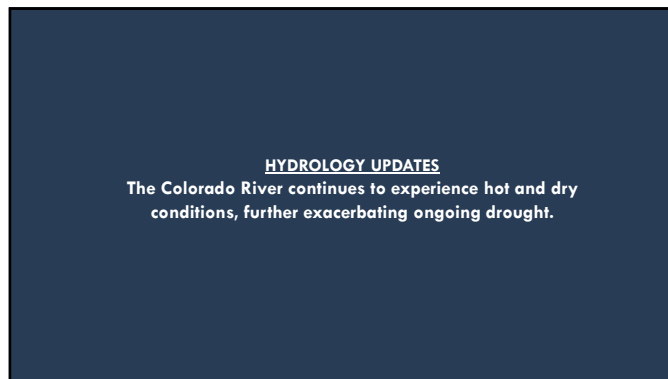 HYDROLOGY UPDATES
The Colorado River continues to experience hot and dry
conditions, further exacerbating ongoing drought.